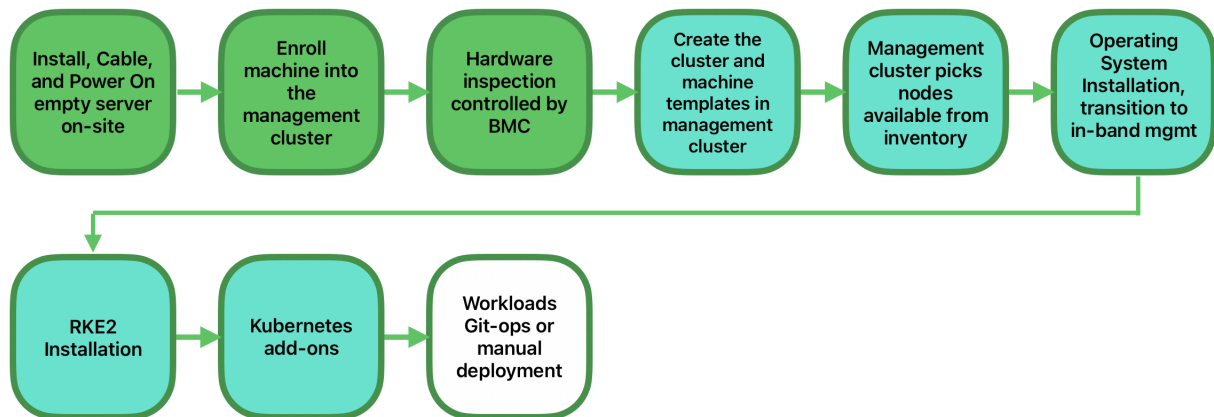 Install, Cable,
and Power On
empty server
on-site
Enroll
machine into
the
management
cluster
Hardware
inspection
controlled by
BMC
Create the
cluster and
machine
templates in
management
cluster
Management
cluster picks
nodes
available from
inventory
Operating
System
Installation,
transition to
in-band mgmt
RKE2
Installation
Kubernetes
add-ons
Workloads
Git-ops or
manual
deployment